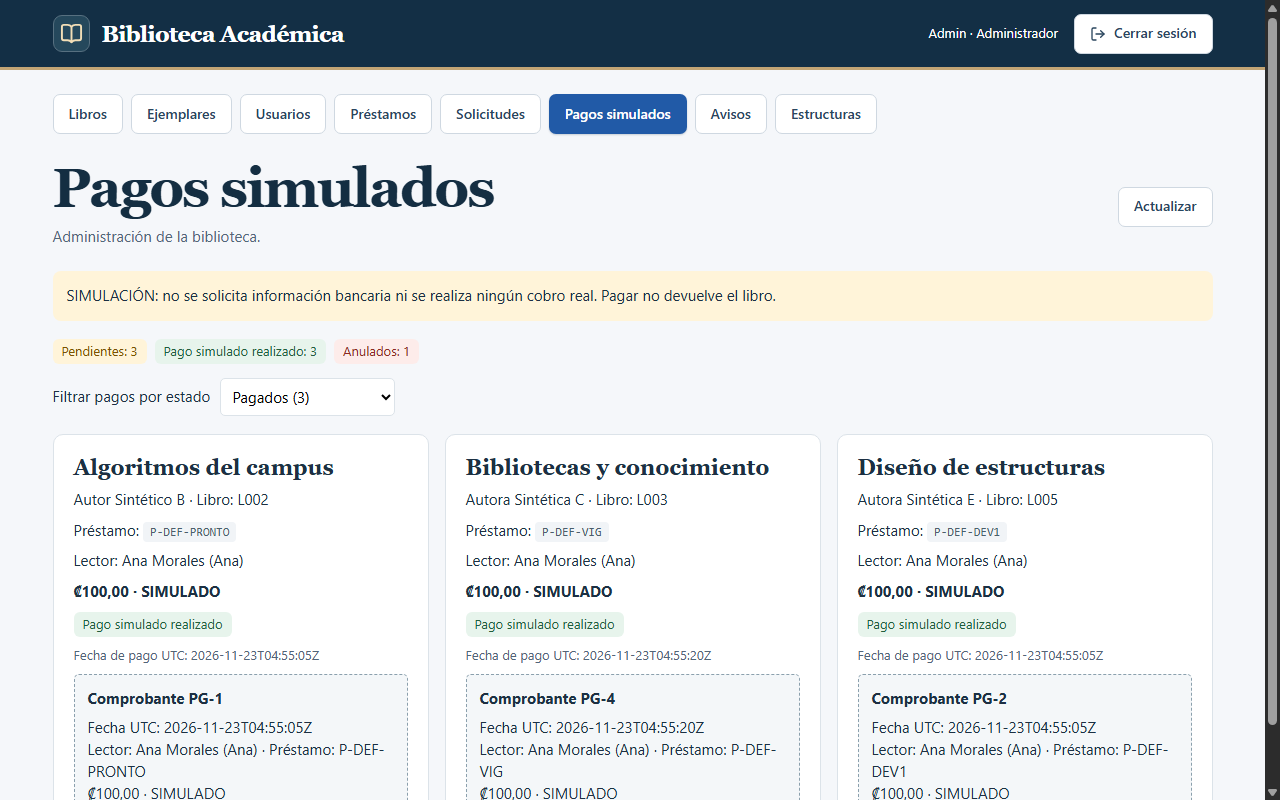 Biblioteca Académica
Admin · Administrador
Cerrar sesión
Libros
Ejemplares
Usuarios
Préstamos
Solicitudes
Pagos simulados
Avisos
Estructuras
Pagos simulados
Administración de la biblioteca.
Actualizar
SIMULACIÓN: no se solicita información bancaria ni se realiza ningún cobro real. Pagar no devuelve el libro.
Pendientes: 3
Pago simulado realizado: 3
Anulados: 1
Filtrar pagos por estado
Pagados (3)
Algoritmos del campus
Autor Sintético B · Libro: L002
Préstamo: P-DEF-PRONTO
Lector: Ana Morales (Ana)
₡100,00 · SIMULADO
Pago simulado realizado
Fecha de pago UTC: 2026-11-23T04:55:05Z
Comprobante PG-1
Fecha UTC: 2026-11-23T04:55:05Z
Lector: Ana Morales (Ana) · Préstamo: P-DEF-
PRONTO
₡100,00 · SIMULADO
Bibliotecas y conocimiento
Autora Sintética C · Libro: L003
Préstamo: P-DEF-VIG
Lector: Ana Morales (Ana)
₡100,00 · SIMULADO
Pago simulado realizado
Fecha de pago UTC: 2026-11-23T04:55:20Z
Comprobante PG-4
Fecha UTC: 2026-11-23T04:55:20Z
Lector: Ana Morales (Ana) · Préstamo: P-DEF-
VIG
₡100,00 · SIMULADO
Diseño de estructuras
Autora Sintética E · Libro: L005
Préstamo: P-DEF-DEV1
Lector: Ana Morales (Ana)
₡100,00 · SIMULADO
Pago simulado realizado
Fecha de pago UTC: 2026-11-23T04:55:05Z
Comprobante PG-2
Fecha UTC: 2026-11-23T04:55:05Z
Lector: Ana Morales (Ana) · Préstamo: P-DEF-
DEV1
₡100,00 · SIMULADO